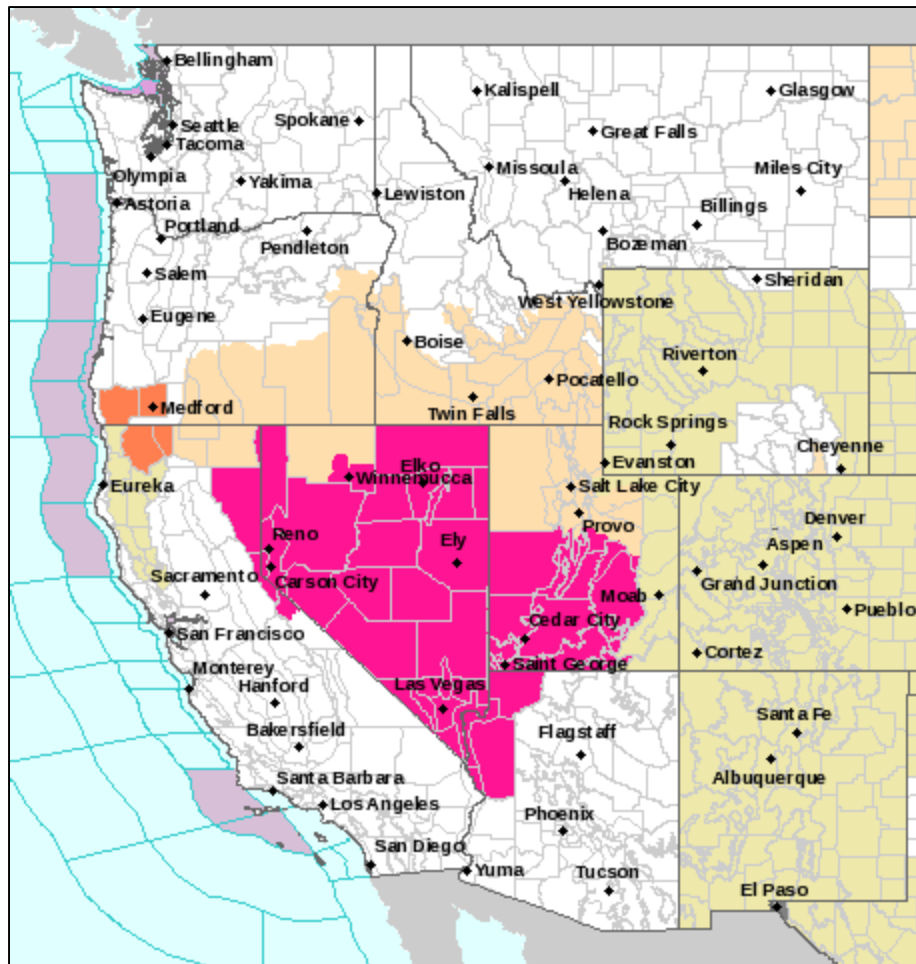 Bellingham
Kalispell
Glasgow
Seattle
Spokane
Great Falls
Tacoma
Missoula
Miles City
Olympia
Yakima
Lewiston
Helena
Astoria
Billings
Portland
Pendleton
Bozeman
Salem
Sheridan
West Yellowstone
Eugene
Boise
Riverton
Pocatello
Medford
Twin Falls
Rock Springs
Cheyenne
Elko
Evanston
Winnemucca
Eureka
Salt Lake City
Provo
Denver
Reno
Ely
Aspen
Sacramento
Carson City
Grand Junction
Moab
Pueblo
Cedar City
San Francisco
Cortez
Saint George
Monterey
Hanford
Las Vegas
Santa Fe
Bakersfield
Flagstaff
Albuquerque
Santa Barbara
Los Angeles
Phoenix
San Diego
Yuma
Tucson
El Paso